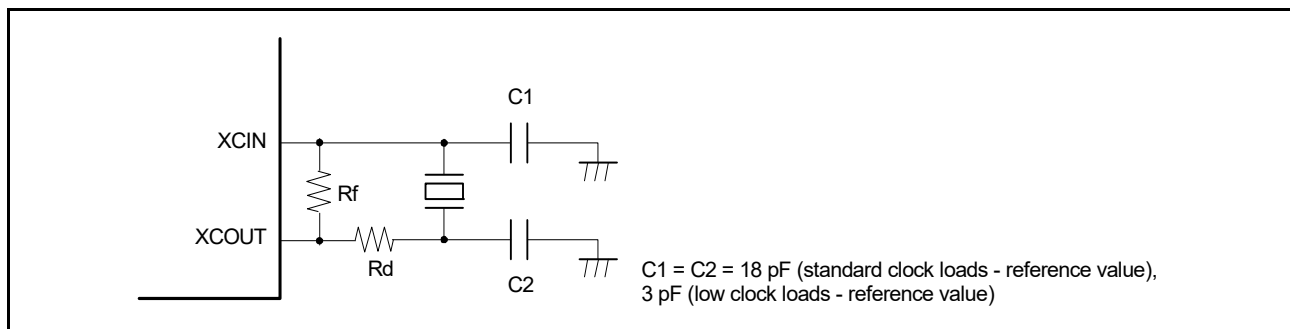 C1
XCIN
Rf
XCOUT
Rd
C2
C1 = C2 = 18 pF (standard clock loads - reference value),
3 pF (low clock loads - reference value)